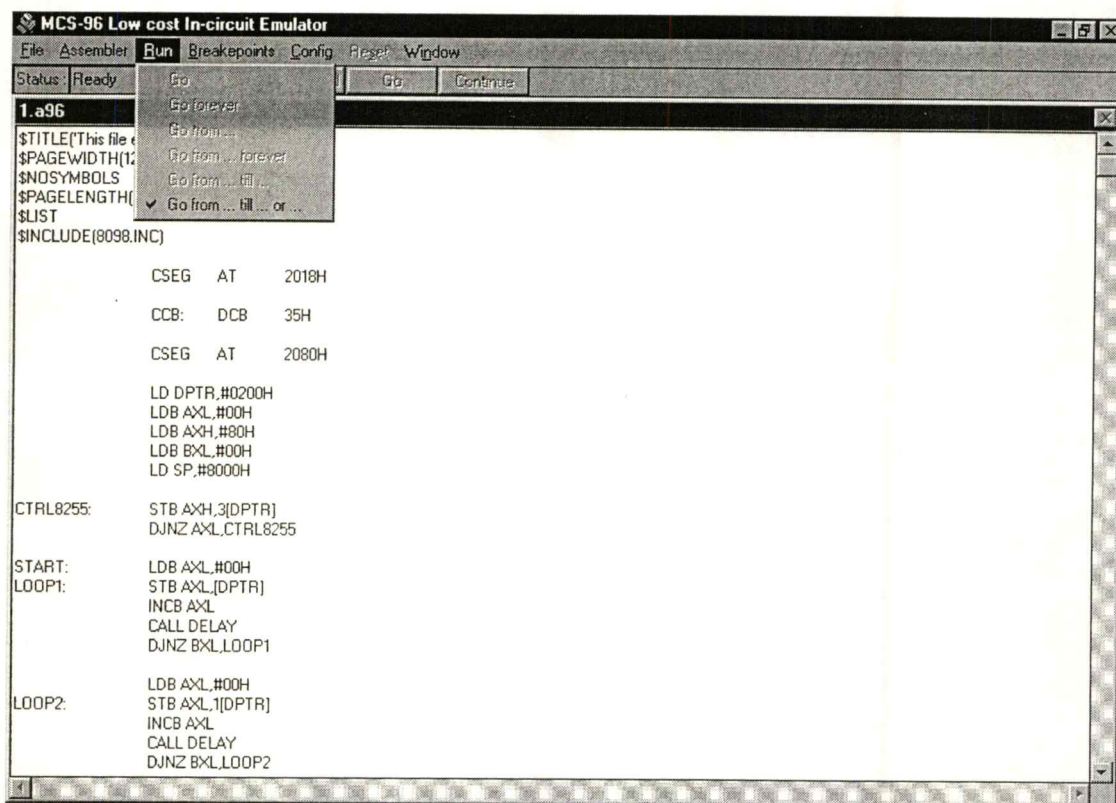 MCS-96 Low cost In-circuit Emulator
File Assembler Run Breakepoints Config Reset Window
Status : Ready Go Continue
Go
Go forever
Go from ...
Go from ... forever
Go from ... till ...
✔ Go from ... till ... or ...
1.a96
$TITLE('This file
$PAGEWIDTH(12
$NOSYMBOLS
$PAGELENGTH(
$LIST
$INCLUDE(8098.INC)
CSEG AT 2018H
CCB: DCB 35H
CSEG AT 2080H
LD DPTR,#0200H
LDB AXL,#00H
LDB AXH,#80H
LDB BXL,#00H
LD SP,#8000H
CTRL8255: STB AXH,3[DPTR]
DJNZ AXL,CTRL8255
START: LDB AXL,#00H
LOOP1: STB AXL,[DPTR]
INCB AXL
CALL DELAY
DJNZ BXL,LOOP1
LDB AXL,#00H
LOOP2: STB AXL,1[DPTR]
INCB AXL
CALL DELAY
DJNZ BXL,LOOP2